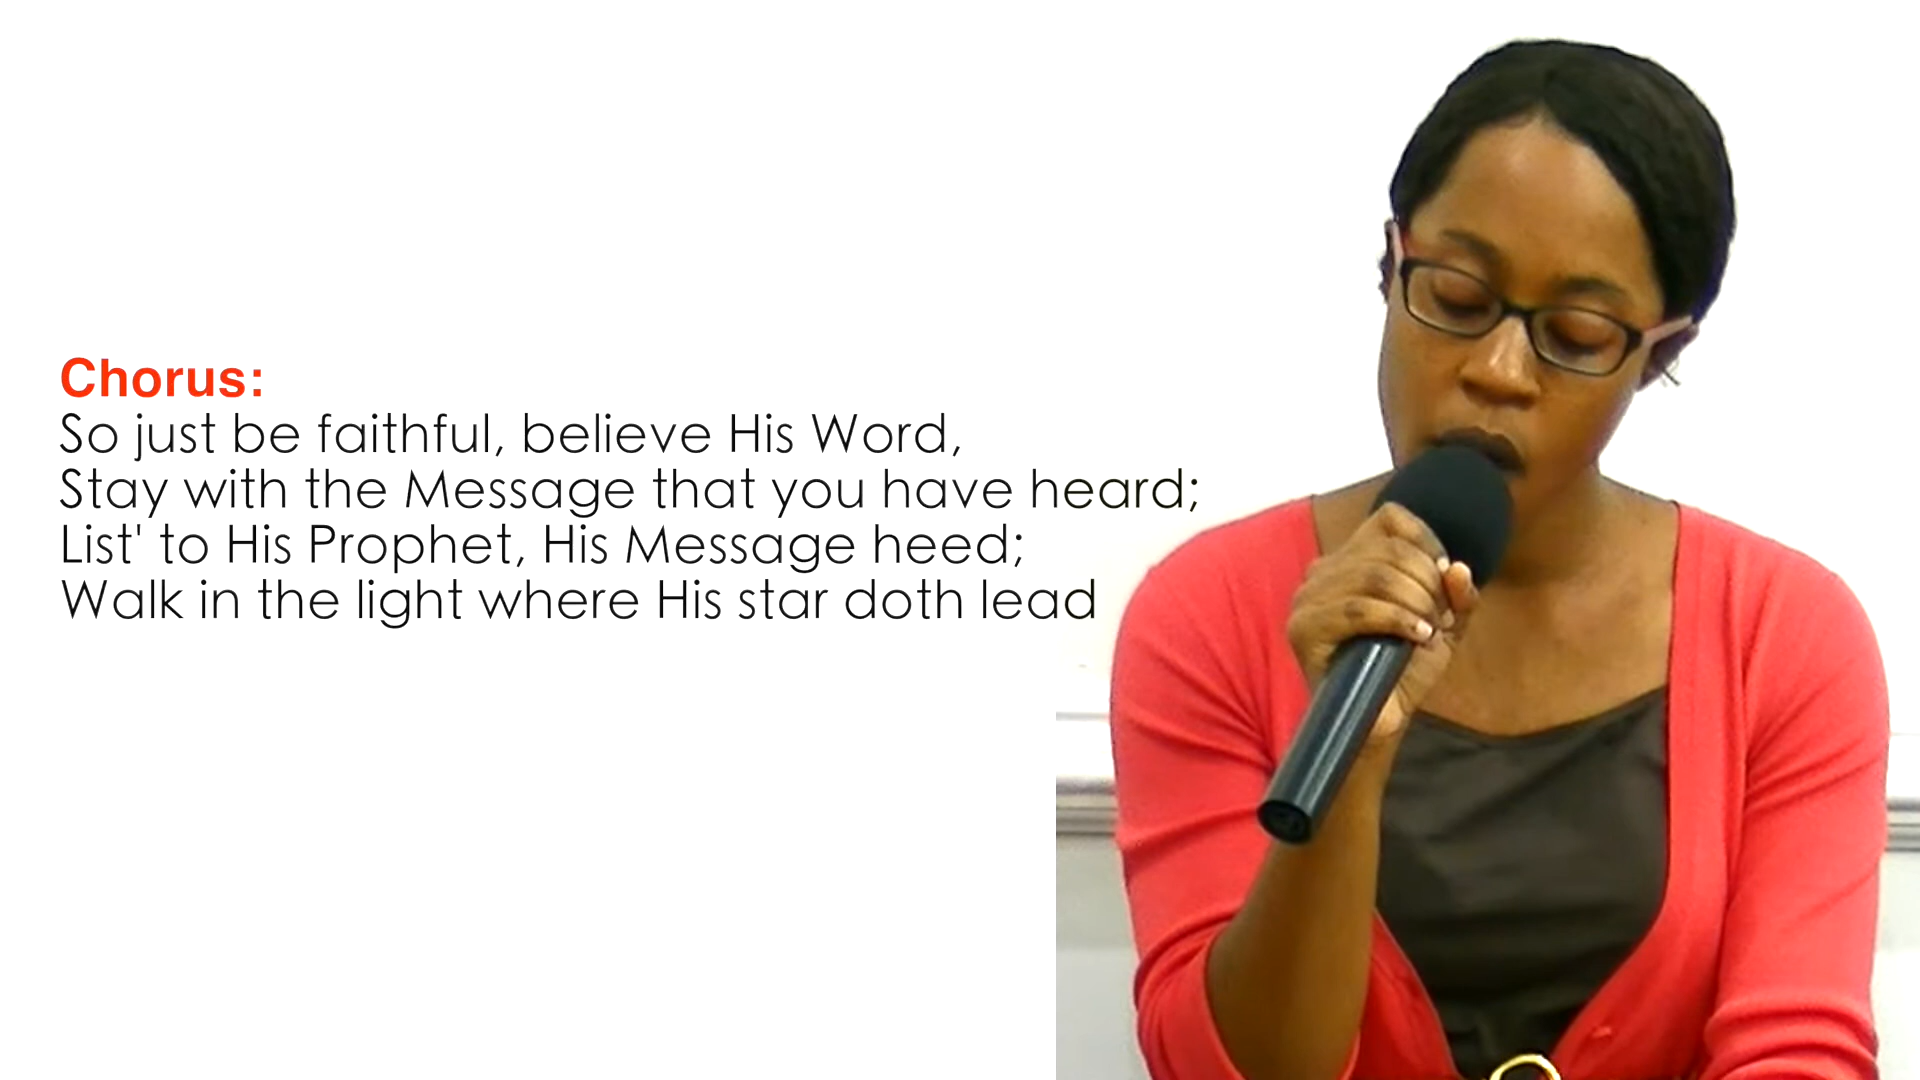 Chorus:
So just be faithful, believe His Word,
Stay with the Message that you have heard;
List' to His Prophet, His Message heed;
Walk in the light where His star doth lead